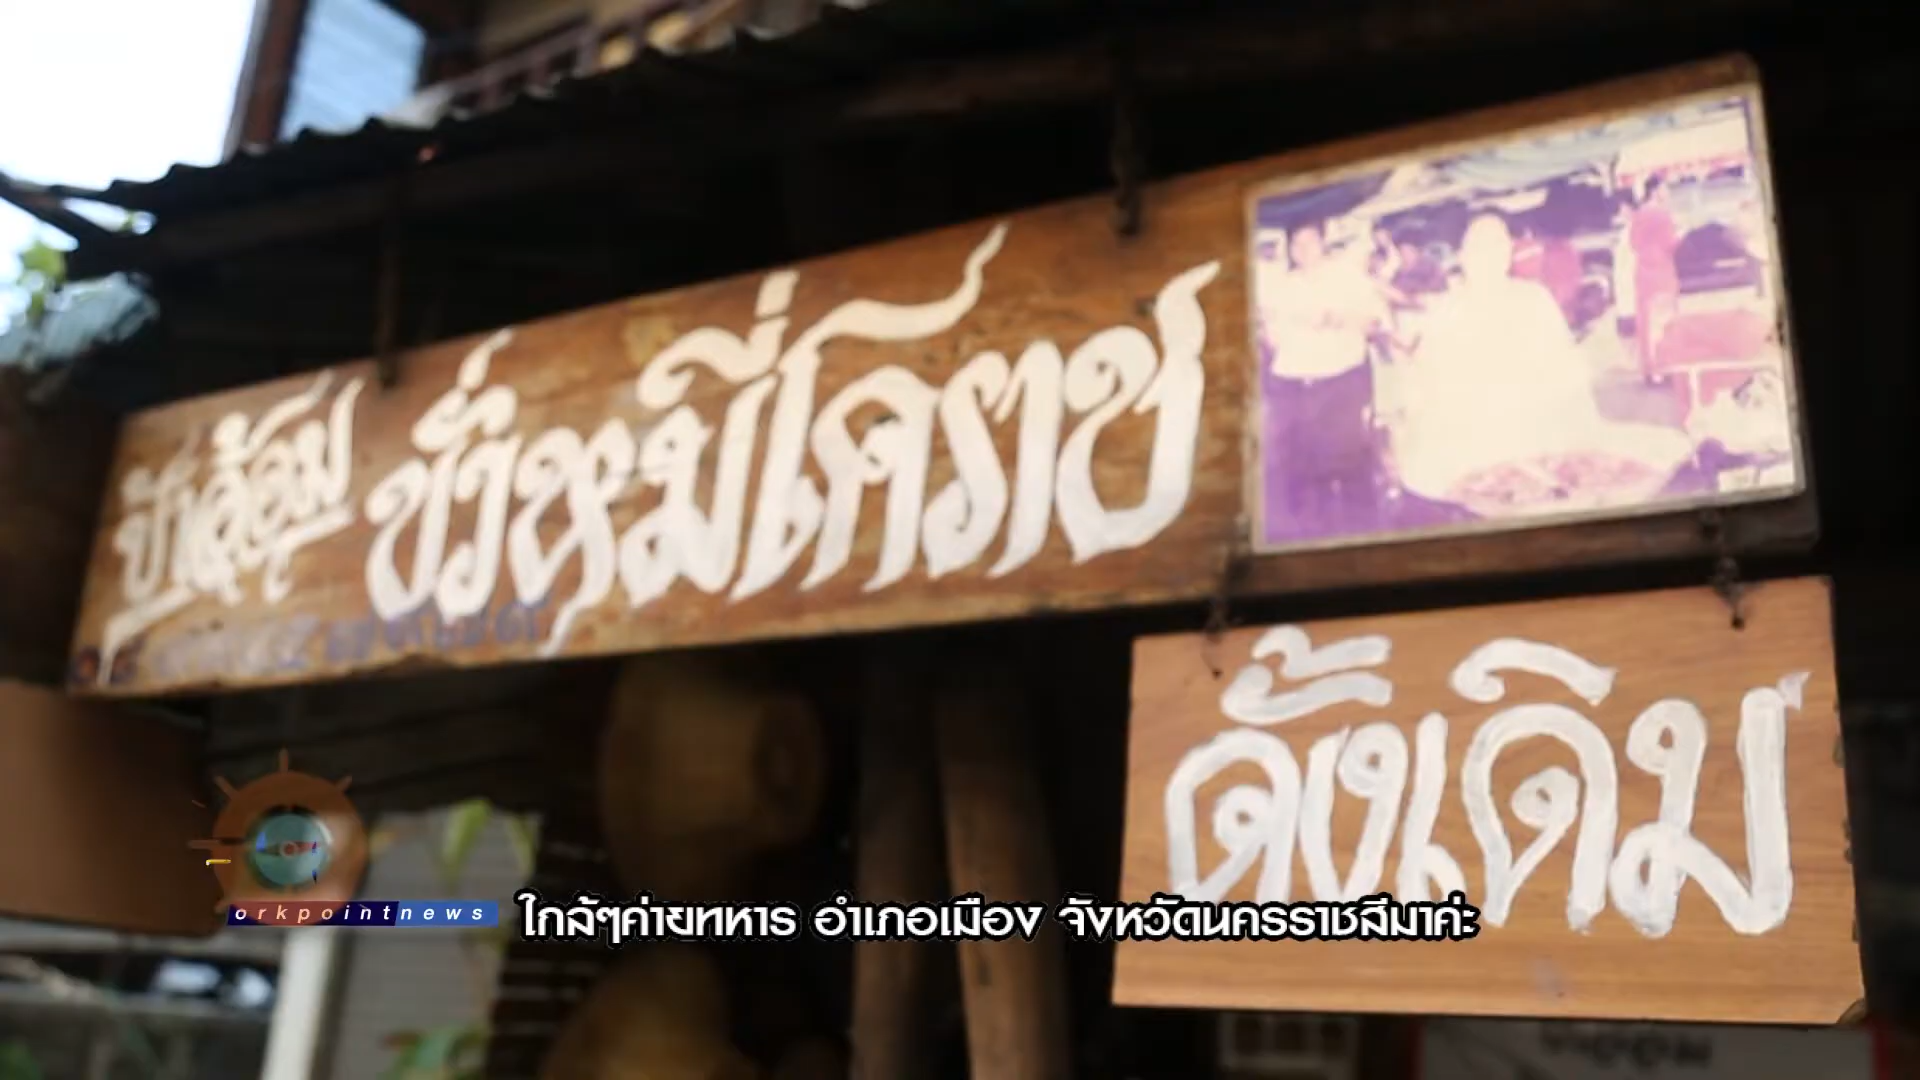 ป้าส้ม ขั่วหมี่โคราช
ดั้งเดิม
orkpointnews
ใกล้ๆค่ายทหาร อำเภอเมือง จังหวัดนครราชสีมาค่ะ